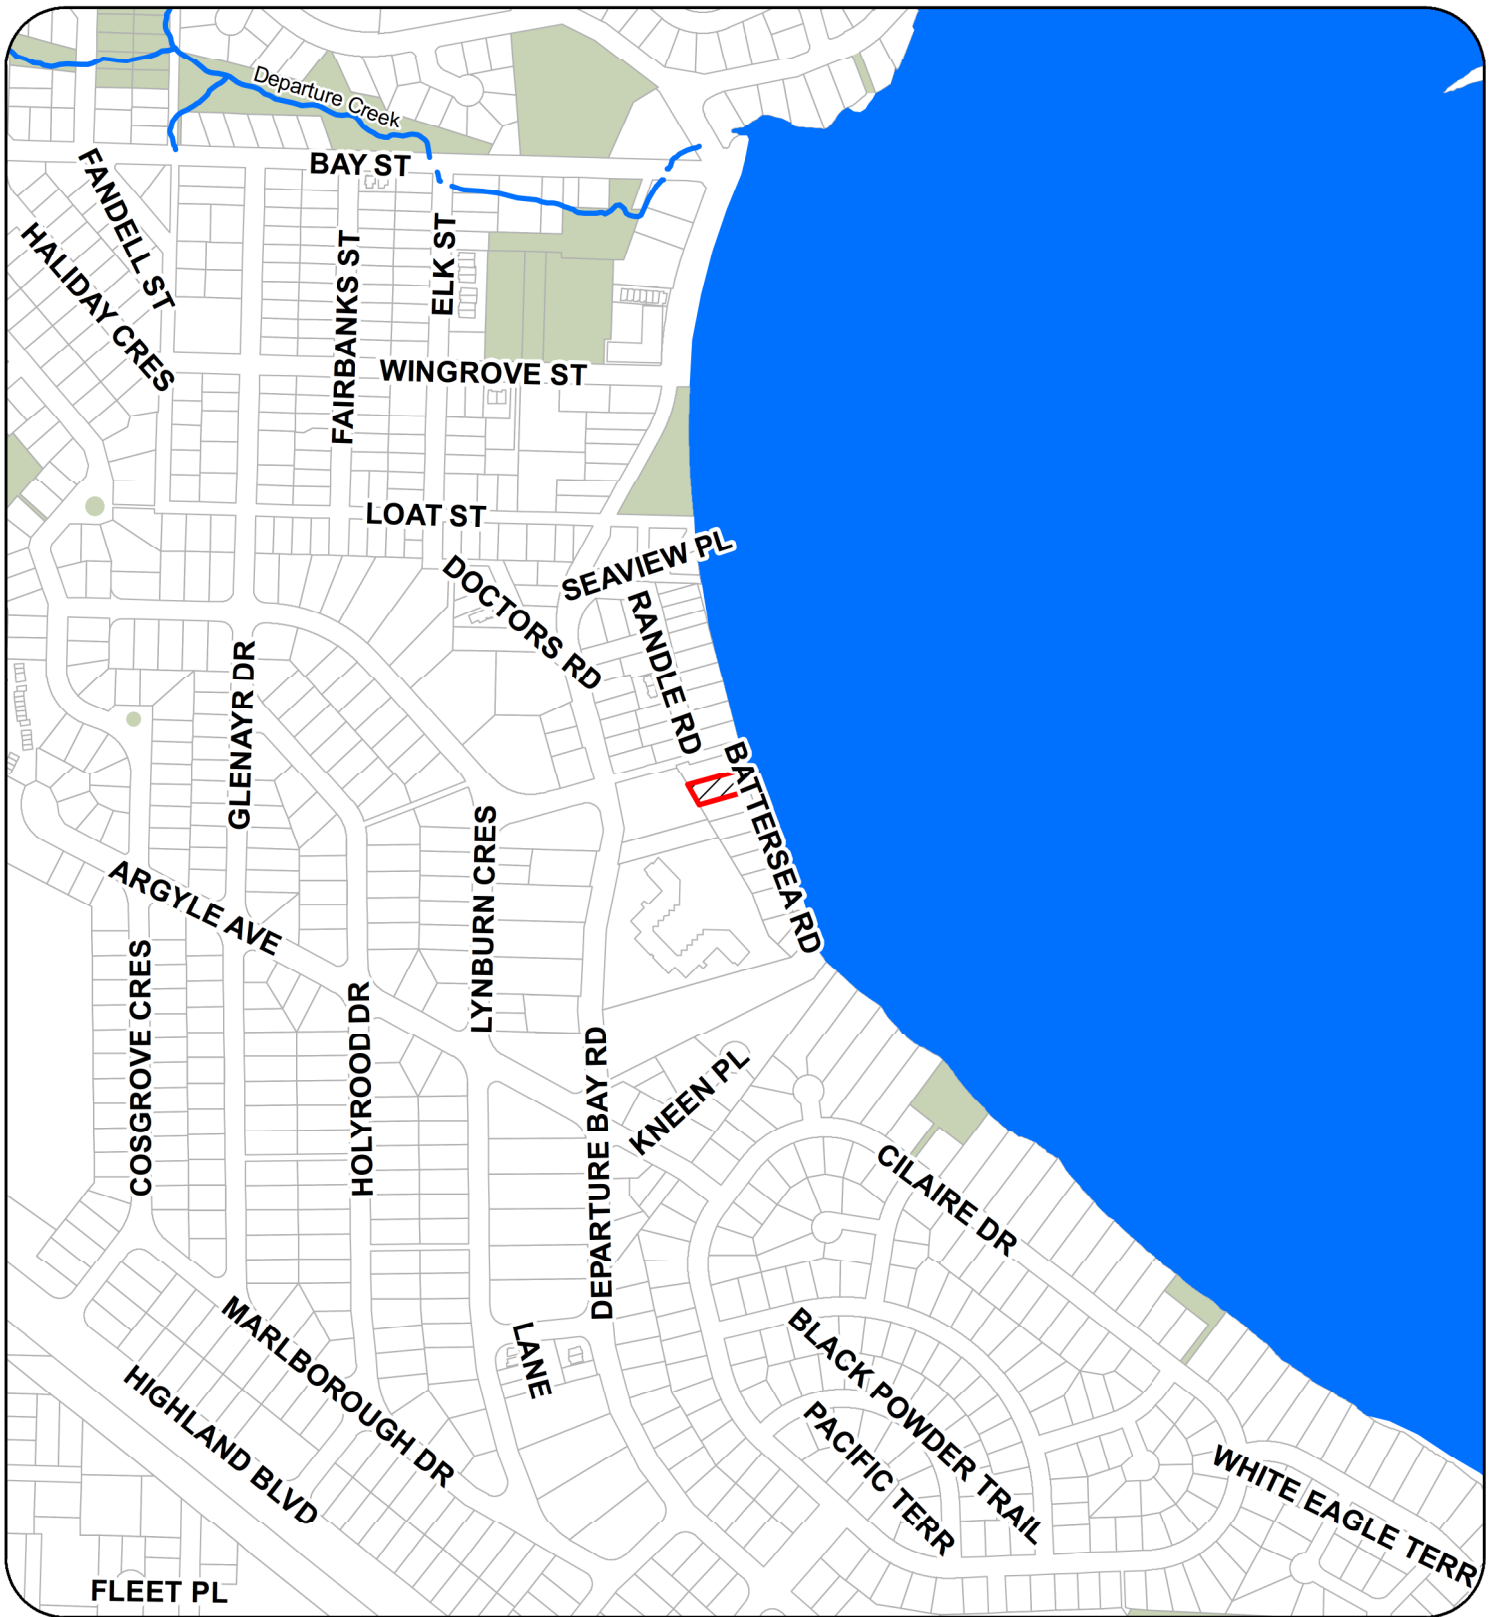 Departure Creek
BAY ST
FANDELL ST
HALIDAY CRES
FAIRBANKS ST
ELK ST
WINGROVE ST
LOAT ST
SEAVIEW PL
DOCTORS RD
RANDLE RD
GLENAYR DR
BATTERSEA RD
LYNBURN CRES
ARGYLE AVE
COSGROVE CRES
HOLYROOD DR
DEPARTURE BAY RD
KNEEN PL
CILAIRE DR
MARLBOROUGH DR
LANE
BLACK POWDER TRAIL
HIGHLAND BLVD
PACIFIC TERR
WHITE EAGLE TERR
FLEET PL